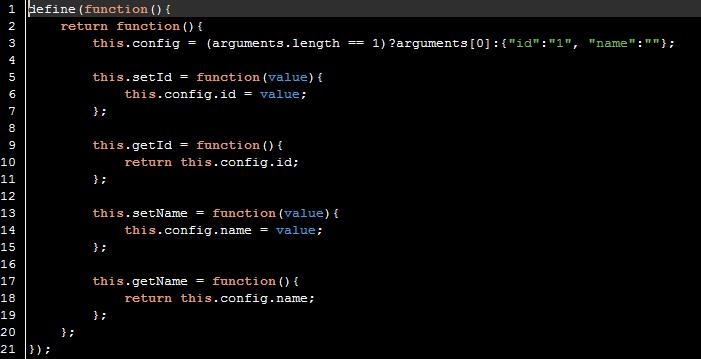 1 define(function(){
2     return function(){
3         this.config = (arguments.length == 1)?arguments[0]:{"id":"1", "name":""};
4
5         this.setId = function(value){
6             this.config.id = value;
7         };
8
9         this.getId = function(){
10             return this.config.id;
11         };
12
13         this.setName = function(value){
14             this.config.name = value;
15         };
16
17         this.getName = function(){
18             return this.config.name;
19         };
20     };
21 });